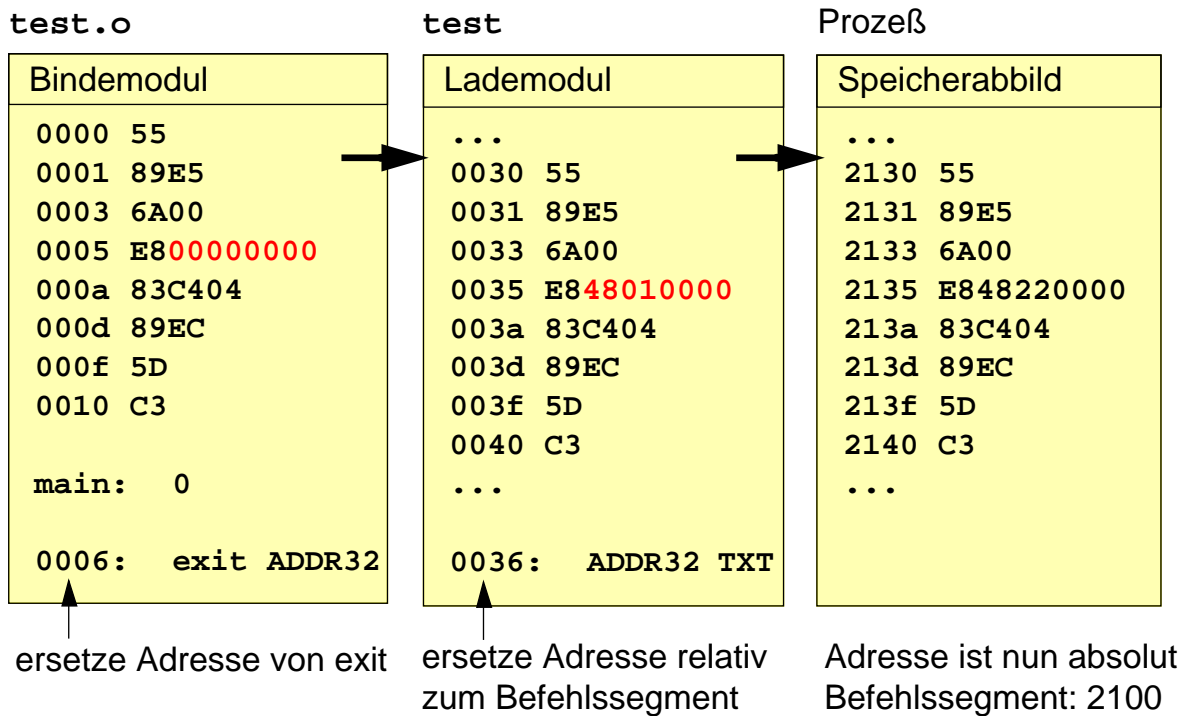 test.o
Bindemodul
0000 55
0001 89E5
0003 6A00
0005 E800000000
000a 83C404
000d 89EC
000f 5D
0010 C3
main: 0
0006: exit ADDR32
ersetze Adresse von exit
test
Lademodul
...
0030 55
0031 89E5
0033 6A00
0035 E848010000
003a 83C404
003d 89EC
003f 5D
0040 C3
...
0036: ADDR32 TXT
ersetze Adresse relativ
zum Befehlssegment
Prozeß
Speicherabbild
...
2130 55
2131 89E5
2133 6A00
2135 E848220000
213a 83C404
213d 89EC
213f 5D
2140 C3
...
Adresse ist nun absolut
Befehlssegment: 2100